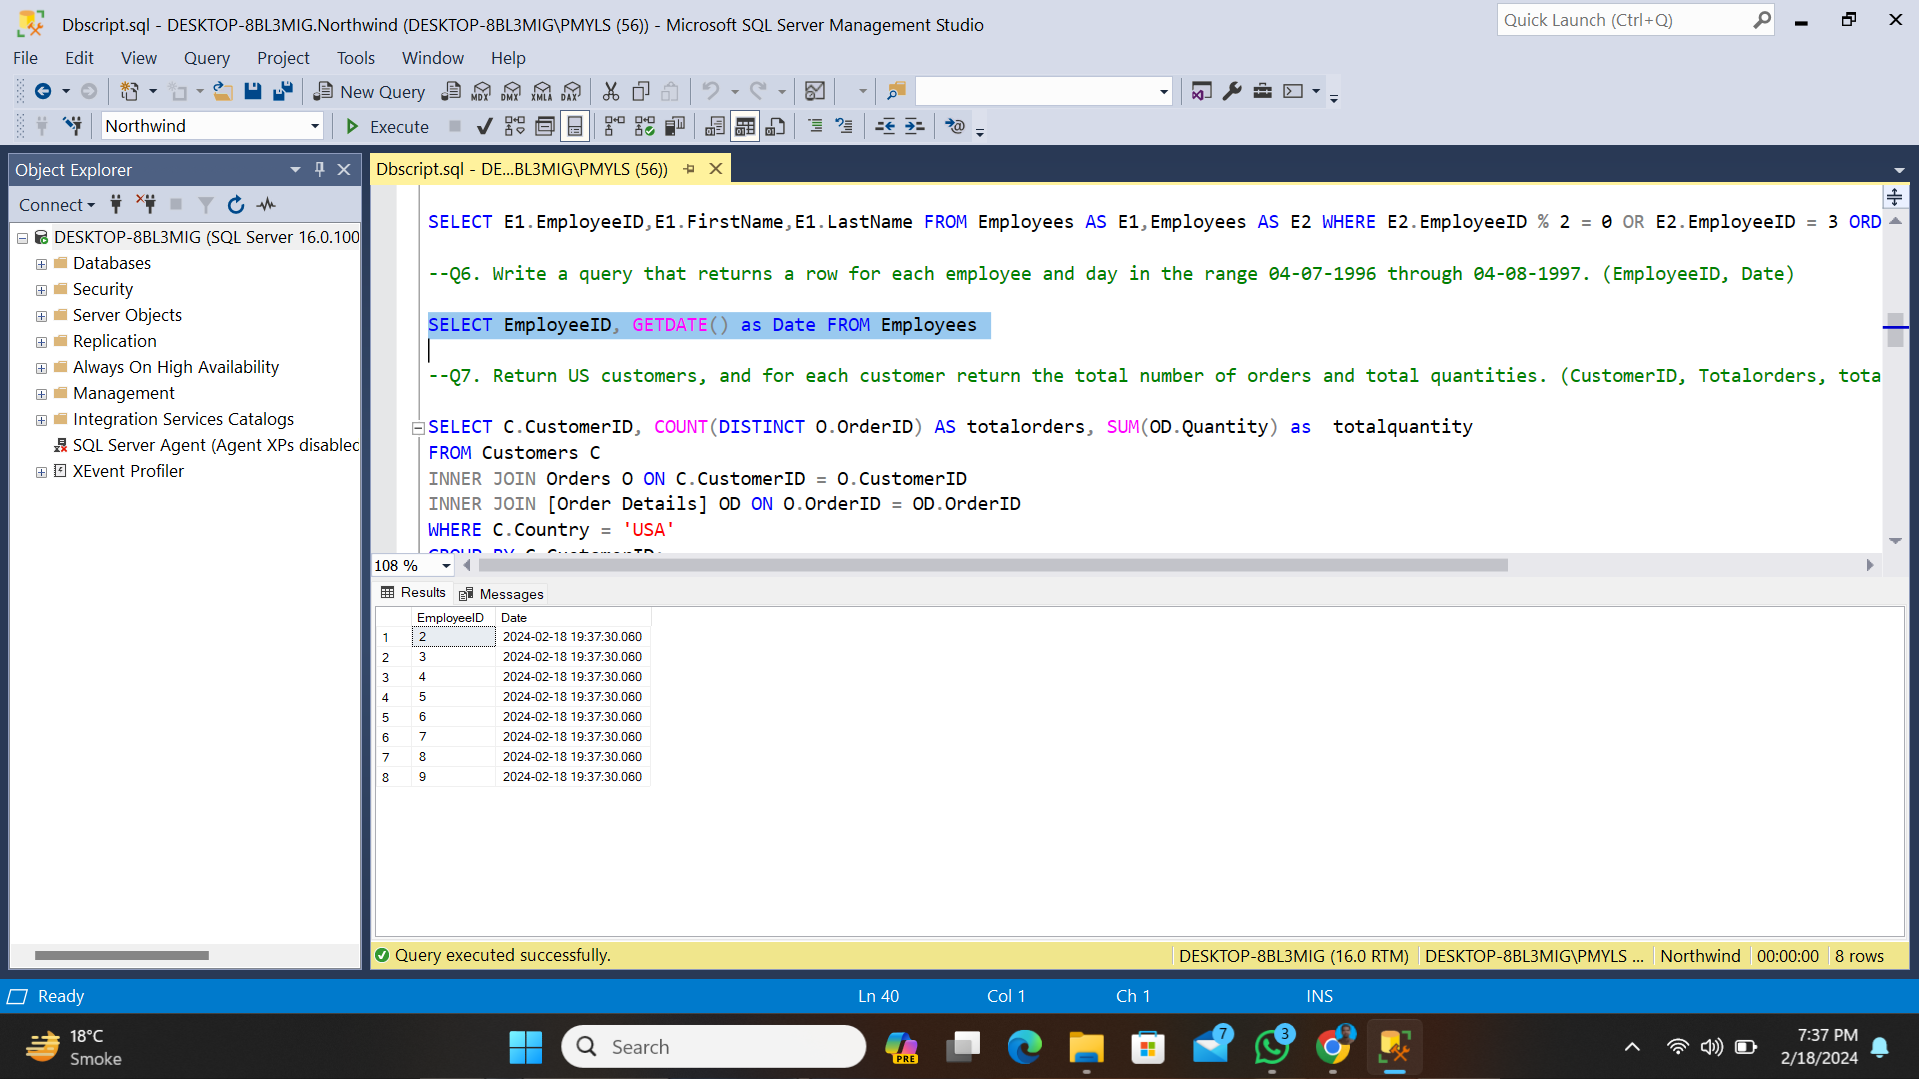 Dbscript.sql - DESKTOP-8BL3MIG.Northwind (DESKTOP-8BL3MIG\PMYLS (56)) - Microsoft SQL Server Management Studio
Quick Launch (Ctrl+Q)
File Edit View Query Project Tools Window Help
New Query MDX DMX XMLA DAX
Northwind Execute
Object Explorer
Connect
DESKTOP-8BL3MIG (SQL Server 16.0.100
Databases
Security
Server Objects
Replication
Always On High Availability
Management
Integration Services Catalogs
SQL Server Agent (Agent XPs disabled
XEvent Profiler
Dbscript.sql - DE...BL3MIG\PMYLS (56))
SELECT E1.EmployeeID,E1.FirstName,E1.LastName FROM Employees AS E1,Employees AS E2 WHERE E2.EmployeeID % 2 = 0 OR E2.EmployeeID = 3 ORD
--Q6. Write a query that returns a row for each employee and day in the range 04-07-1996 through 04-08-1997. (EmployeeID, Date)
SELECT EmployeeID, GETDATE() as Date FROM Employees
--Q7. Return US customers, and for each customer return the total number of orders and total quantities. (CustomerID, Totalorders, tota
SELECT C.CustomerID, COUNT(DISTINCT O.OrderID) AS totalorders, SUM(OD.Quantity) as  totalquantity
FROM Customers C
INNER JOIN Orders O ON C.CustomerID = O.CustomerID
INNER JOIN [Order Details] OD ON O.OrderID = OD.OrderID
WHERE C.Country = 'USA'
GROUP BY C.CustomerID;
108 %
Results Messages
EmployeeID Date
1 2 2024-02-18 19:37:30.060
2 3 2024-02-18 19:37:30.060
3 4 2024-02-18 19:37:30.060
4 5 2024-02-18 19:37:30.060
5 6 2024-02-18 19:37:30.060
6 7 2024-02-18 19:37:30.060
7 8 2024-02-18 19:37:30.060
8 9 2024-02-18 19:37:30.060
Query executed successfully. DESKTOP-8BL3MIG (16.0 RTM) DESKTOP-8BL3MIG\PMYLS ... Northwind 00:00:00 8 rows
Ready Ln 40 Col 1 Ch 1 INS
18°C
Smoke
Search
PRE
7
3
7:37 PM
2/18/2024